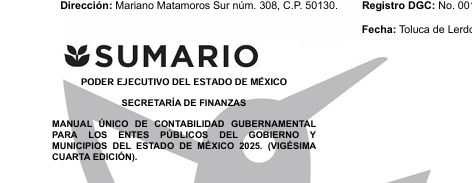 Dirección: Mariano Matamoros Sur núm. 308, C.P. 50130.
Registro DGC: No. 001
Fecha: Toluca de Lerdo
SUMARIO
PODER EJECUTIVO DEL ESTADO DE MÉXICO
SECRETARÍA DE FINANZAS
MANUAL ÚNICO DE CONTABILIDAD GUBERNAMENTAL
PARA LOS ENTES PÚBLICOS DEL GOBIERNO Y
MUNICIPIOS DEL ESTADO DE MÉXICO 2025. (VIGÉSIMA
CUARTA EDICIÓN).